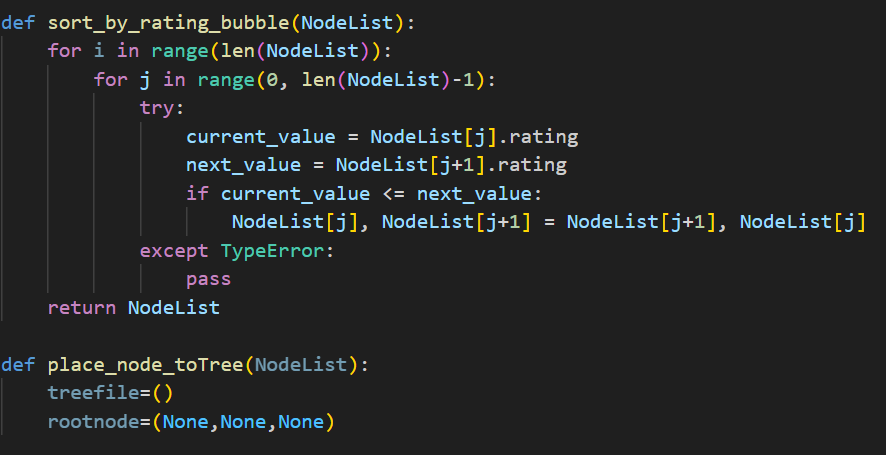 def sort_by_rating_bubble(NodeList):
    for i in range(len(NodeList)):
        for j in range(0, len(NodeList)-1):
            try:
                current_value = NodeList[j].rating
                next_value = NodeList[j+1].rating
                if current_value <= next_value:
                    NodeList[j], NodeList[j+1] = NodeList[j+1], NodeList[j]
            except TypeError:
                pass
    return NodeList

def place_node_toTree(NodeList):
    treefile=()
    rootnode=(None,None,None)